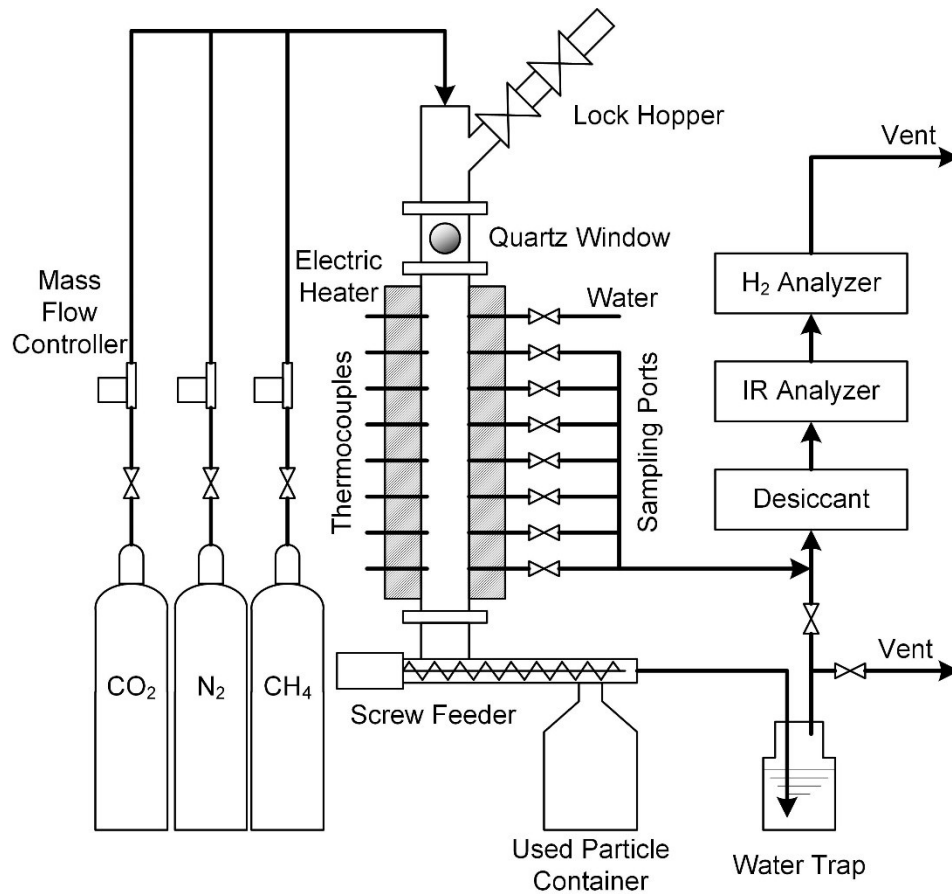 Lock Hopper
Vent
Quartz Window
Electric
Heater
Mass
Flow
Controller
Water
H₂ Analyzer
IR Analyzer
Thermocouples
Sampling Ports
Desiccant
CO₂
N₂
CH₄
Screw Feeder
Vent
Used Particle
Container
Water Trap